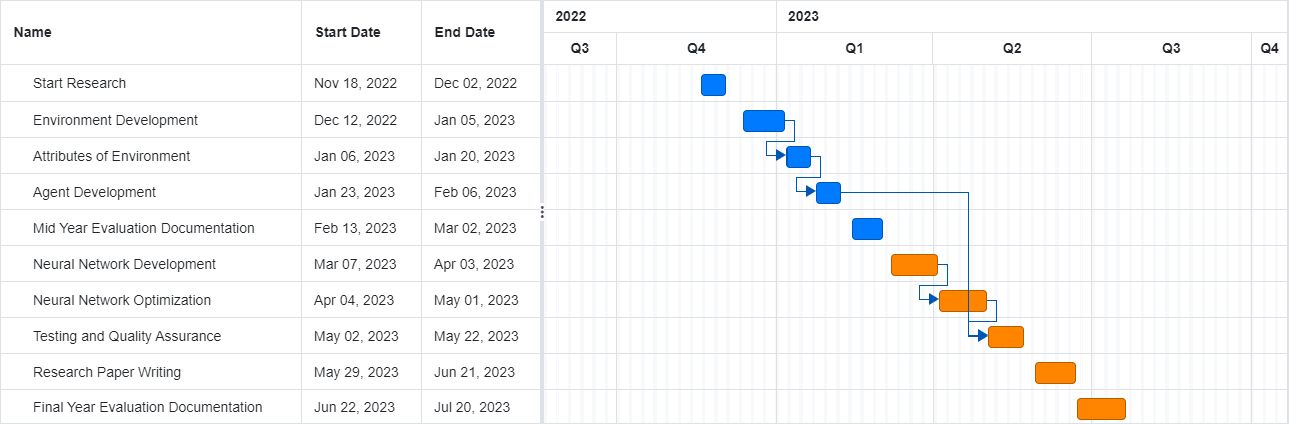 Name Start Date End Date 2022 2023
Q3 Q4 Q1 Q2 Q3 Q4
Start Research Nov 18, 2022 Dec 02, 2022
Environment Development Dec 12, 2022 Jan 05, 2023
Attributes of Environment Jan 06, 2023 Jan 20, 2023
Agent Development Jan 23, 2023 Feb 06, 2023
Mid Year Evaluation Documentation Feb 13, 2023 Mar 02, 2023
Neural Network Development Mar 07, 2023 Apr 03, 2023
Neural Network Optimization Apr 04, 2023 May 01, 2023
Testing and Quality Assurance May 02, 2023 May 22, 2023
Research Paper Writing May 29, 2023 Jun 21, 2023
Final Year Evaluation Documentation Jun 22, 2023 Jul 20, 2023